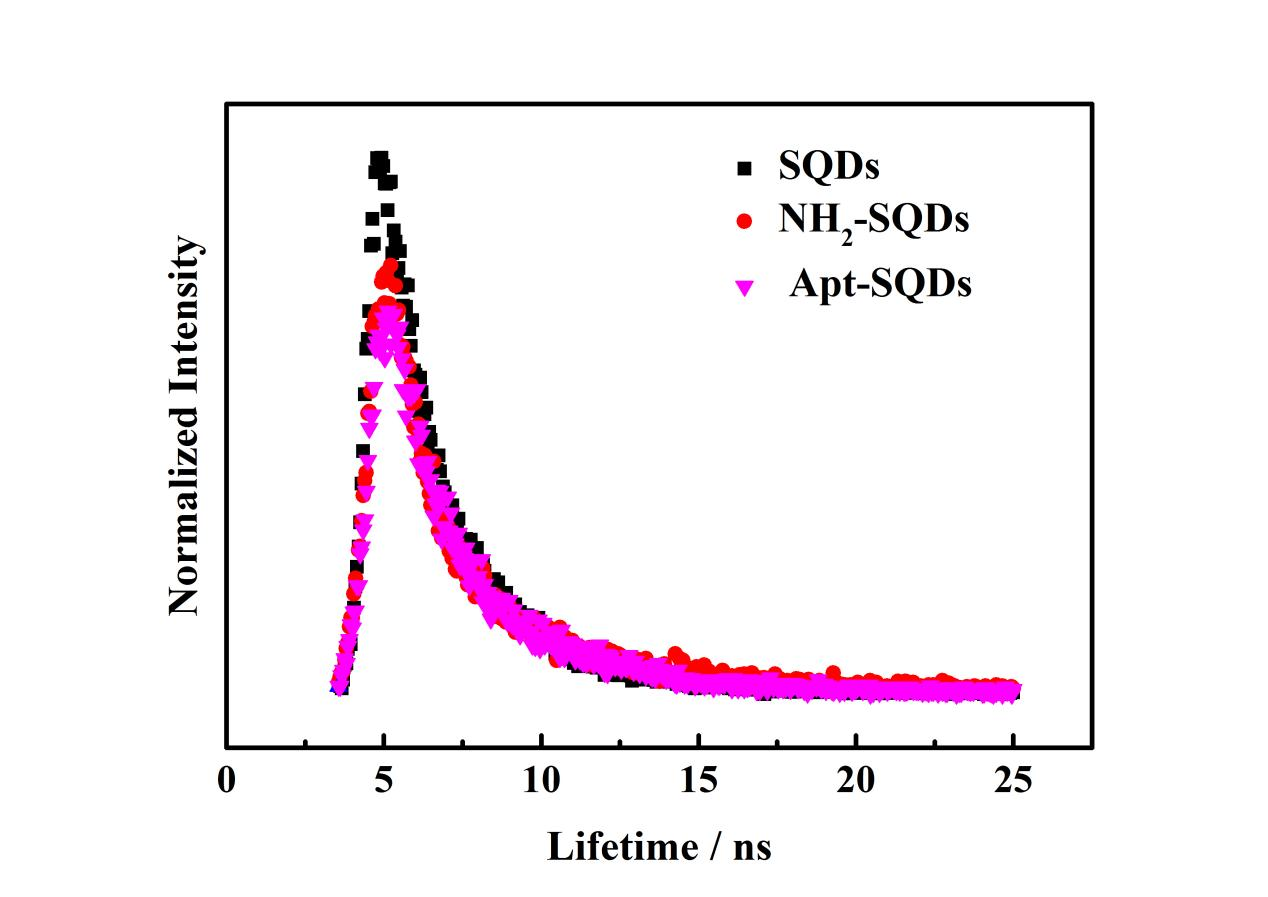 SQDs
NH₂-SQDs
Apt-SQDs
Normalized Intensity
0 5 10 15 20 25
Lifetime / ns